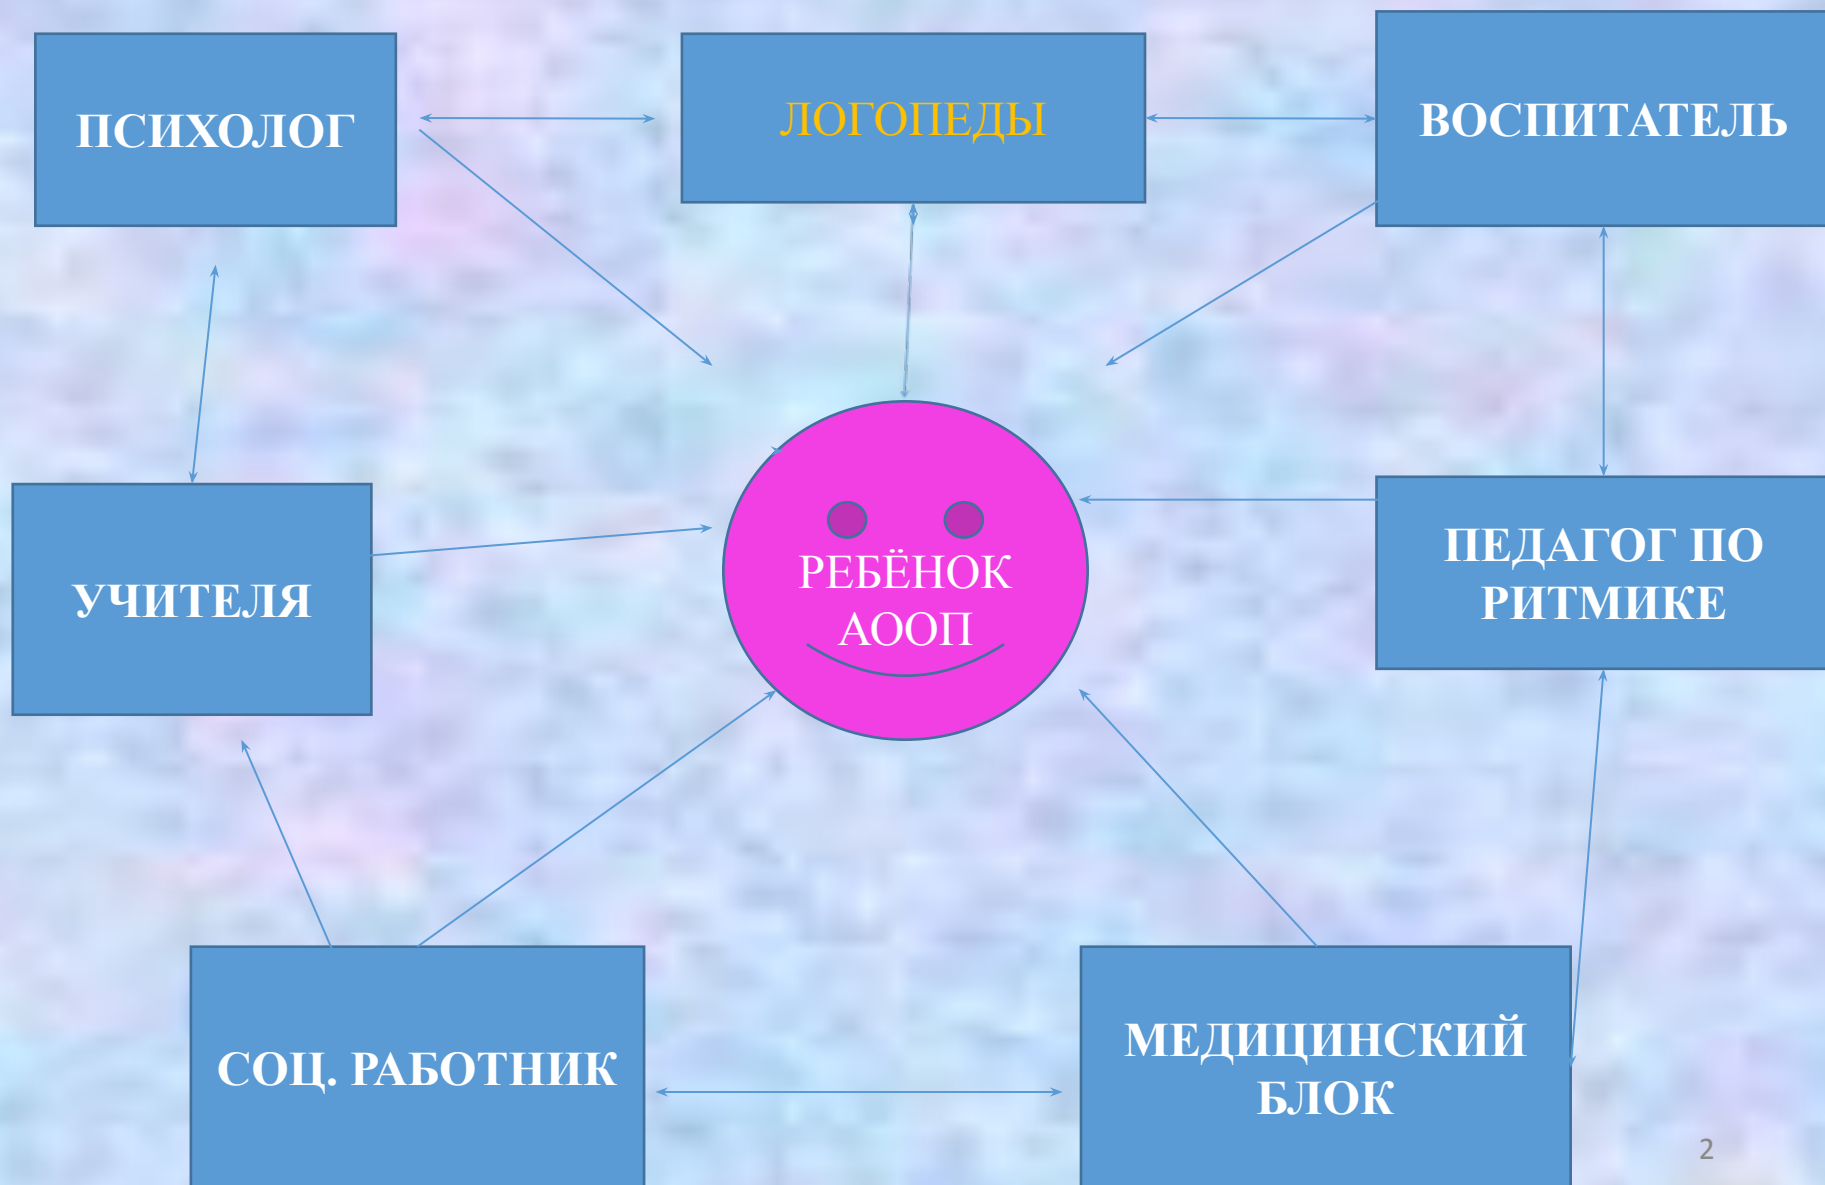 ПСИХОЛОГ
ЛОГОПЕДЫ
ВОСПИТАТЕЛЬ
УЧИТЕЛЯ
РЕБЁНОК
АООП
ПЕДАГОГ ПО
РИТМИКЕ
СОЦ. РАБОТНИК
МЕДИЦИНСКИЙ
БЛОК
2